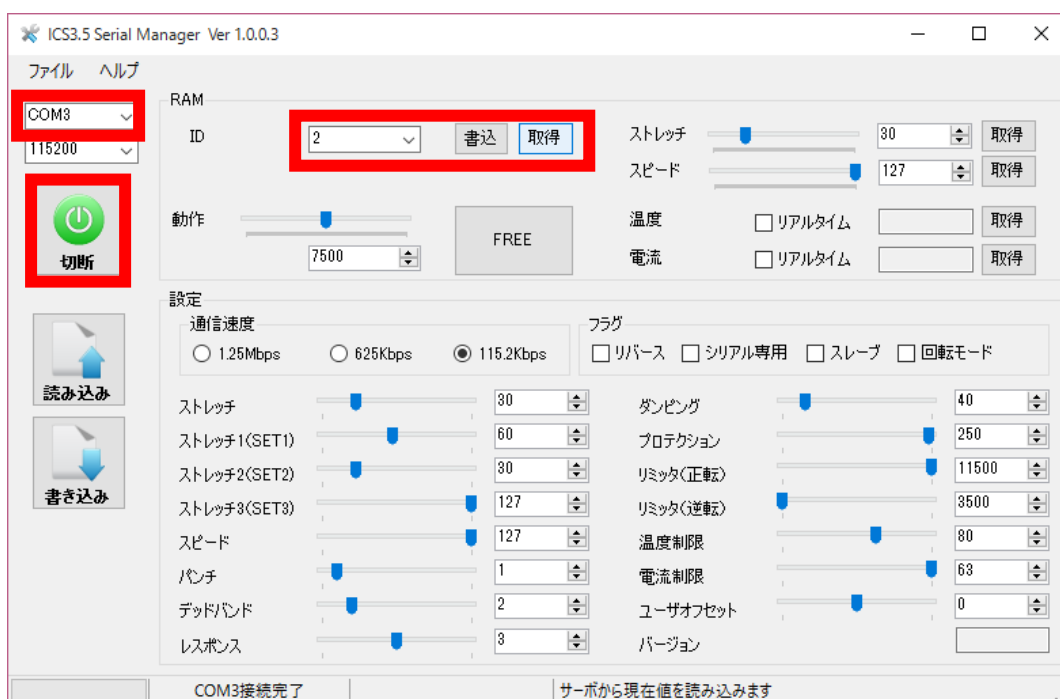 ICS3.5 Serial Manager Ver 1.0.0.3
ファイル ヘルプ
COM3
115200
切断
読み込み
書き込み
RAM
ID 2 書込 取得
ストレッチ 30 取得
スピード 127 取得
動作 7500 FREE
温度 リアルタイム 取得
電流 リアルタイム 取得
設定
通信速度
1.25Mbps 625Kbps 115.2Kbps
フラグ
リバース シリアル専用 スレーブ 回転モード
ストレッチ 30
ストレッチ1(SET1) 60
ストレッチ2(SET2) 30
ストレッチ3(SET3) 127
スピード 127
パンチ 1
デッドバンド 2
レスポンス 3
ダンピング 40
プロテクション 250
リミッタ(正転) 11500
リミッタ(逆転) 3500
温度制限 80
電流制限 63
ユーザオフセット 0
バージョン
COM3接続完了
サーボから現在値を読み込みます